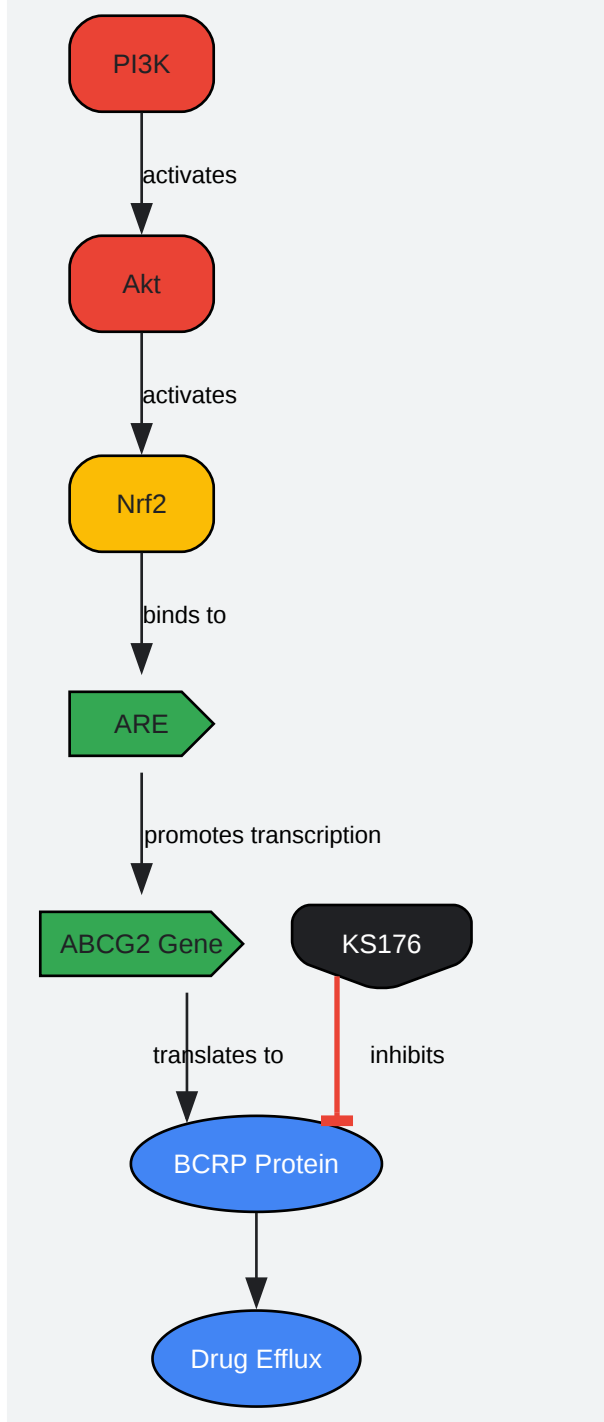 PI3K
activates
Akt
activates
Nrf2
binds to
ARE
promotes transcription
ABCG2 Gene
KS176
translates to
inhibits
BCRP Protein
Drug Efflux